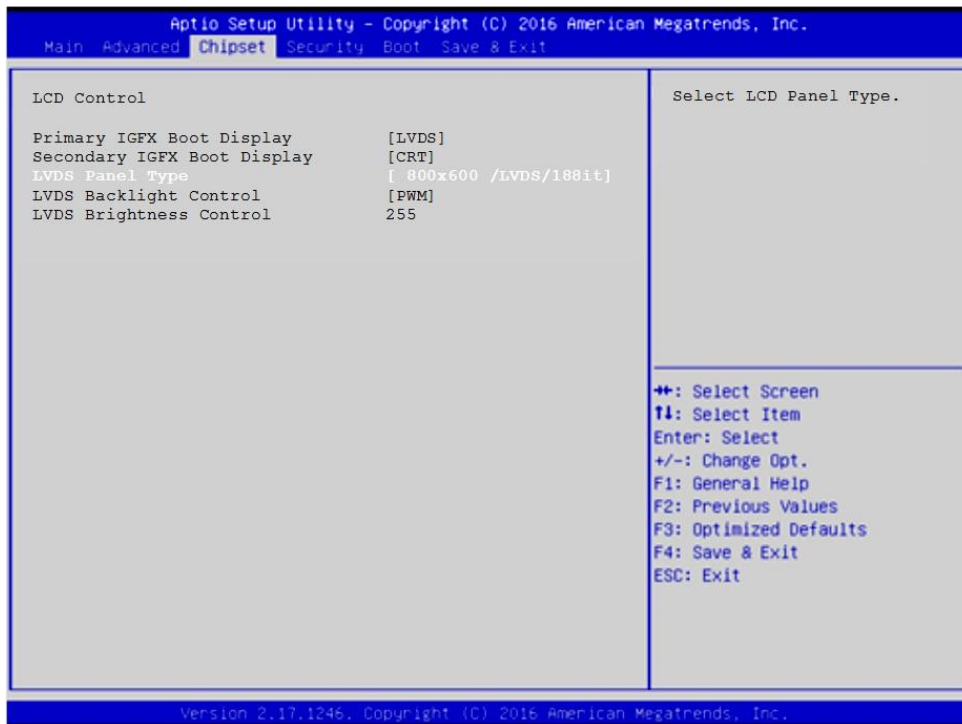 Aptio Setup Utility - Copyright (C) 2016 American Megatrends, Inc.
Main Advanced Chipset Security Boot Save & Exit
LCD Control
Primary IGFX Boot Display [LVDS]
Secondary IGFX Boot Display [CRT]
LVDS Panel Type [ 800x600 /LVDS/188it]
LVDS Backlight Control [PWM]
LVDS Brightness Control 255
Select LCD Panel Type.
→←: Select Screen
↑↓: Select Item
Enter: Select
+/-: Change Opt.
F1: General Help
F2: Previous Values
F3: Optimized Defaults
F4: Save & Exit
ESC: Exit
Version 2.17.1246. Copyright (C) 2016 American Megatrends, Inc.